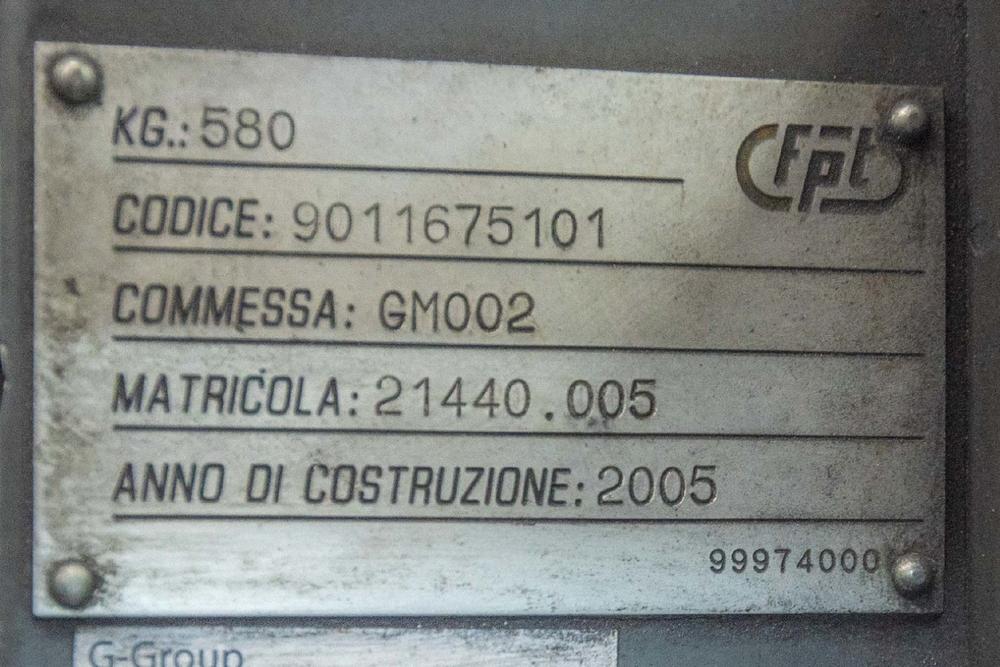 KG.: 580
fpt
CODICE: 9011675101
COMMESSA: GM002
MATRICOLA: 21440.005
ANNO DI COSTRUZIONE: 2005
99974000
G-Group